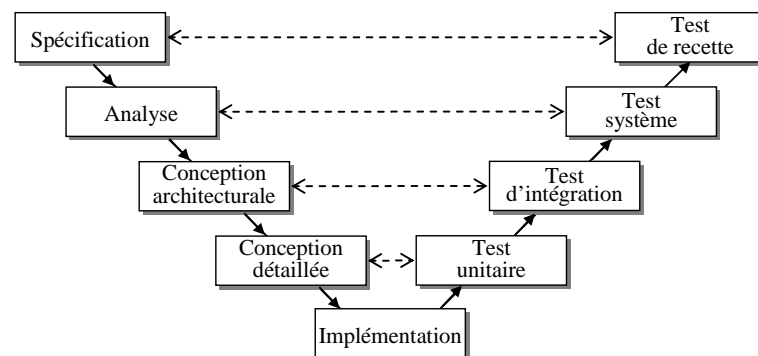 Spécification
Test
de recette
Analyse
Test
système
Conception
architecturale
Test
d’intégration
Conception
détaillée
Test
unitaire
Implémentation